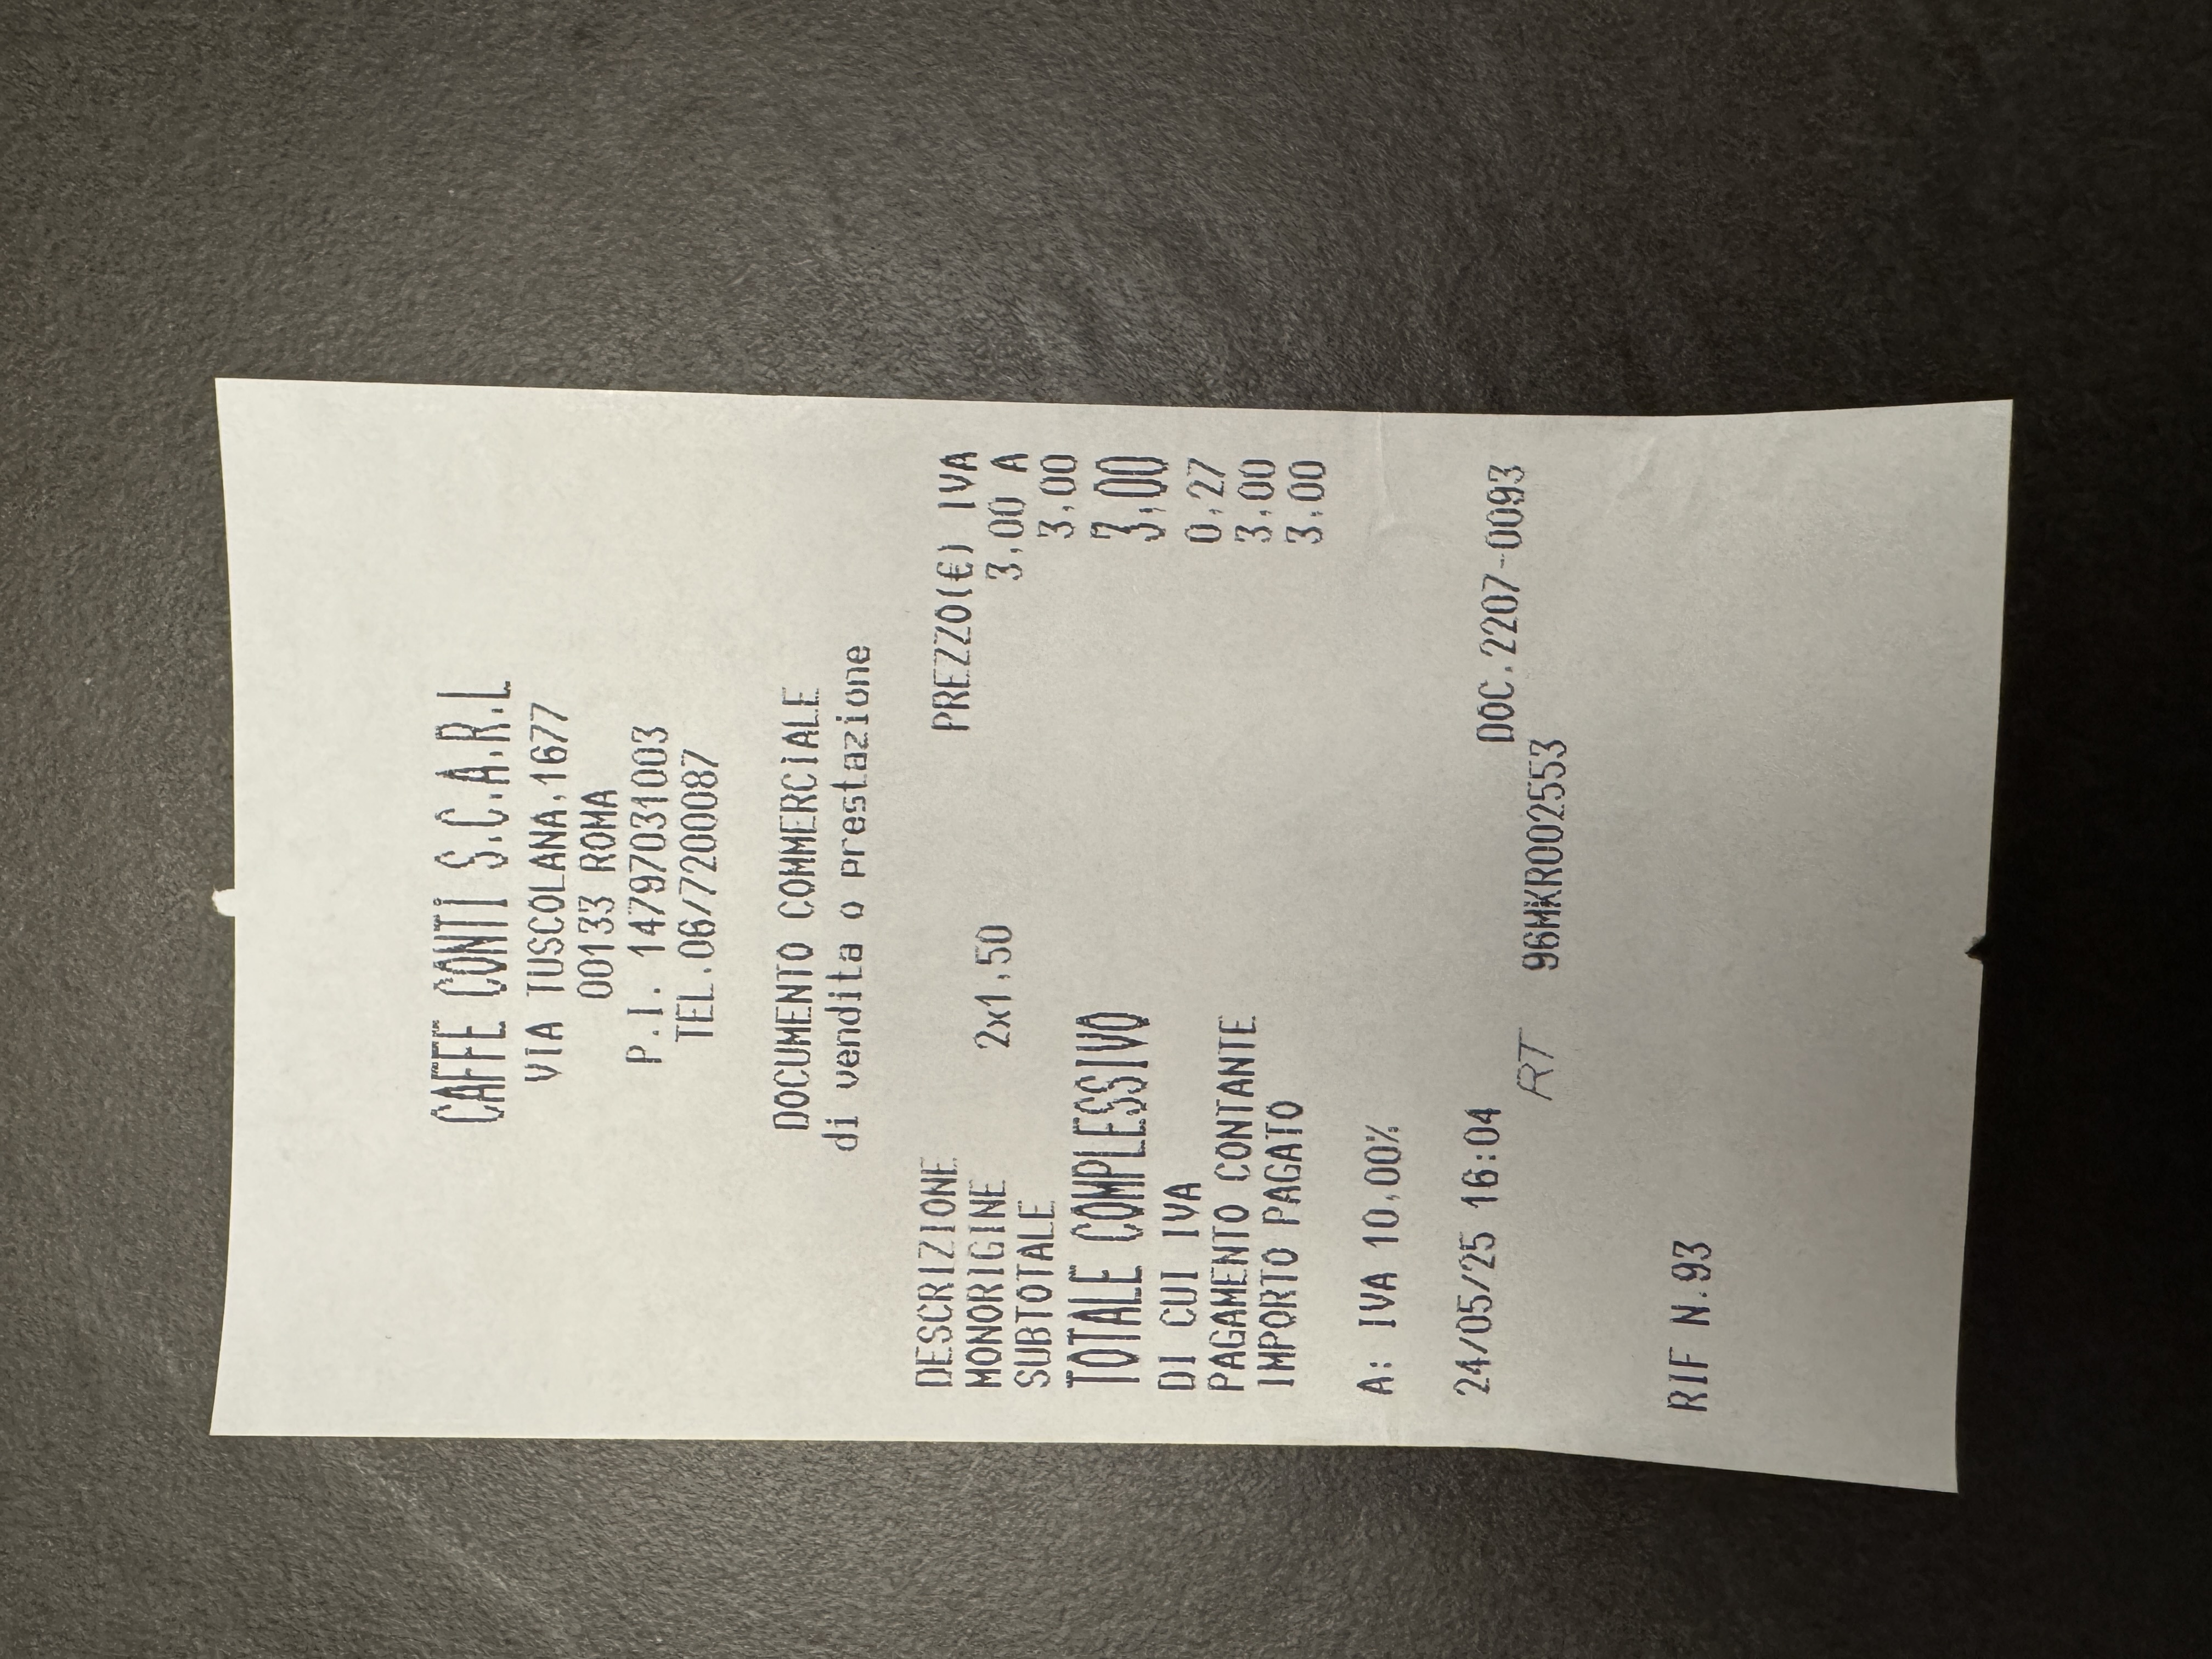 CAFFE CONTI S.C.A.R.L
VIA TUSCOLANA,1677
00133 ROMA
P.I. 14797031003
TEL.06/7200087
DOCUMENTO COMMERCIALE
di vendita o prestazione
DESCRIZIONE PREZZO(€) IVA
MONORIGINE 2x1,50 3,00 A
SUBTOTALE 3,00
TOTALE COMPLESSIVO 3,00
DI CUI IVA 0,27
PAGAMENTO CONTANTE 3,00
IMPORTO PAGATO 3,00
A: IVA 10,00%
24/05/25 16:04 DOC.2207-0093
RT 96MKR002553
RIF N.93